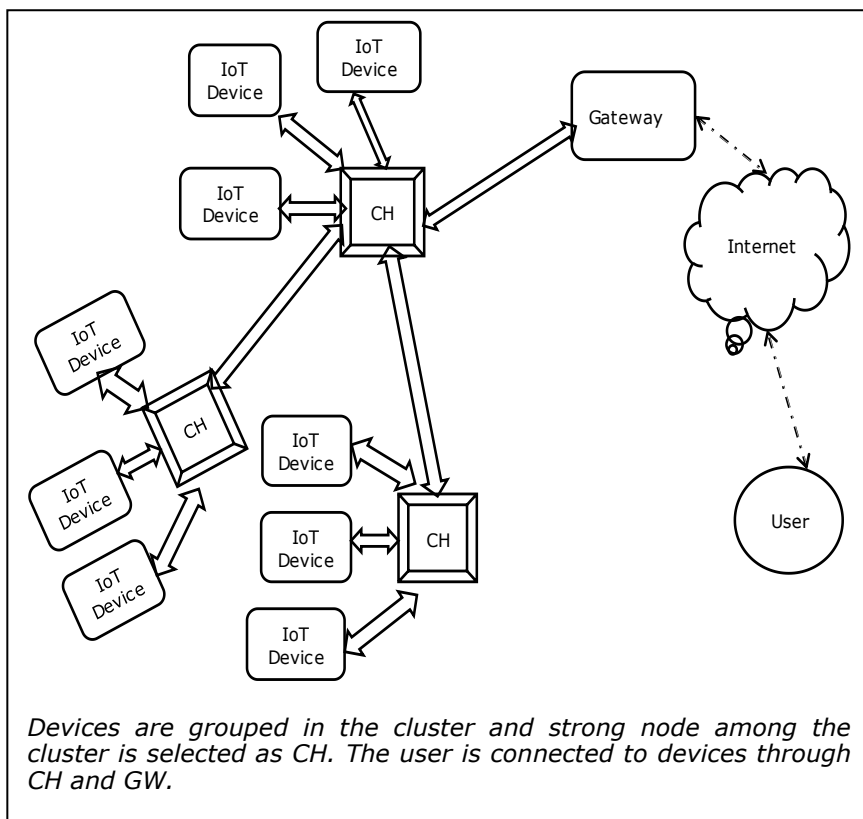 IoT
Device
IoT
Device
Gateway
IoT
Device
CH
Internet
IoT
Device
CH
IoT
Device
IoT
Device
IoT
Device
User
IoT
Device
CH
IoT
Device
IoT
Device
Devices are grouped in the cluster and strong node among the
cluster is selected as CH. The user is connected to devices through
CH and GW.